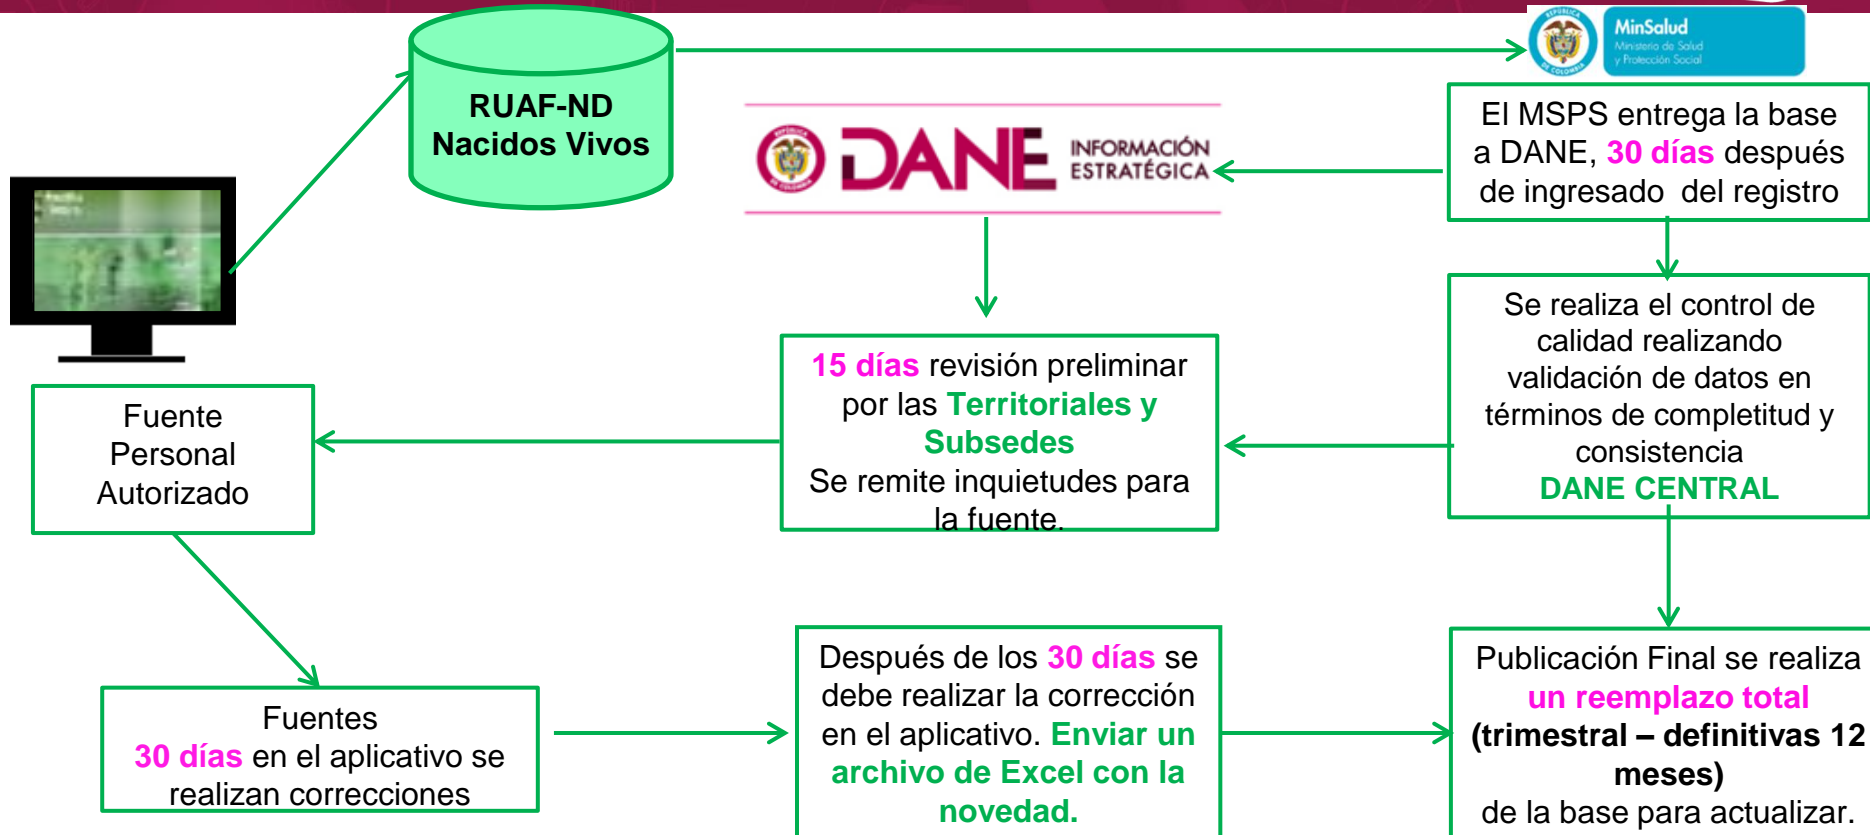 RUAF-ND
Nacidos Vivos
MinSalud
Ministerio de Salud
y Protección Social
DANE
INFORMACIÓN
ESTRATÉGICA
El MSPS entrega la base
a DANE, 30 días después
de ingresado  del registro
Se realiza el control de
calidad realizando
validación de datos en
términos de completitud y
consistencia
DANE CENTRAL
15 días revisión preliminar
por las Territoriales y
Subsedes
Se remite inquietudes para
la fuente.
Fuente
Personal
Autorizado
Fuentes
30 días en el aplicativo se
realizan correcciones
Después de los 30 días se
debe realizar la corrección
en el aplicativo. Enviar un
archivo de Excel con la
novedad.
Publicación Final se realiza
un reemplazo total
(trimestral – definitivas 12
meses)
de la base para actualizar.